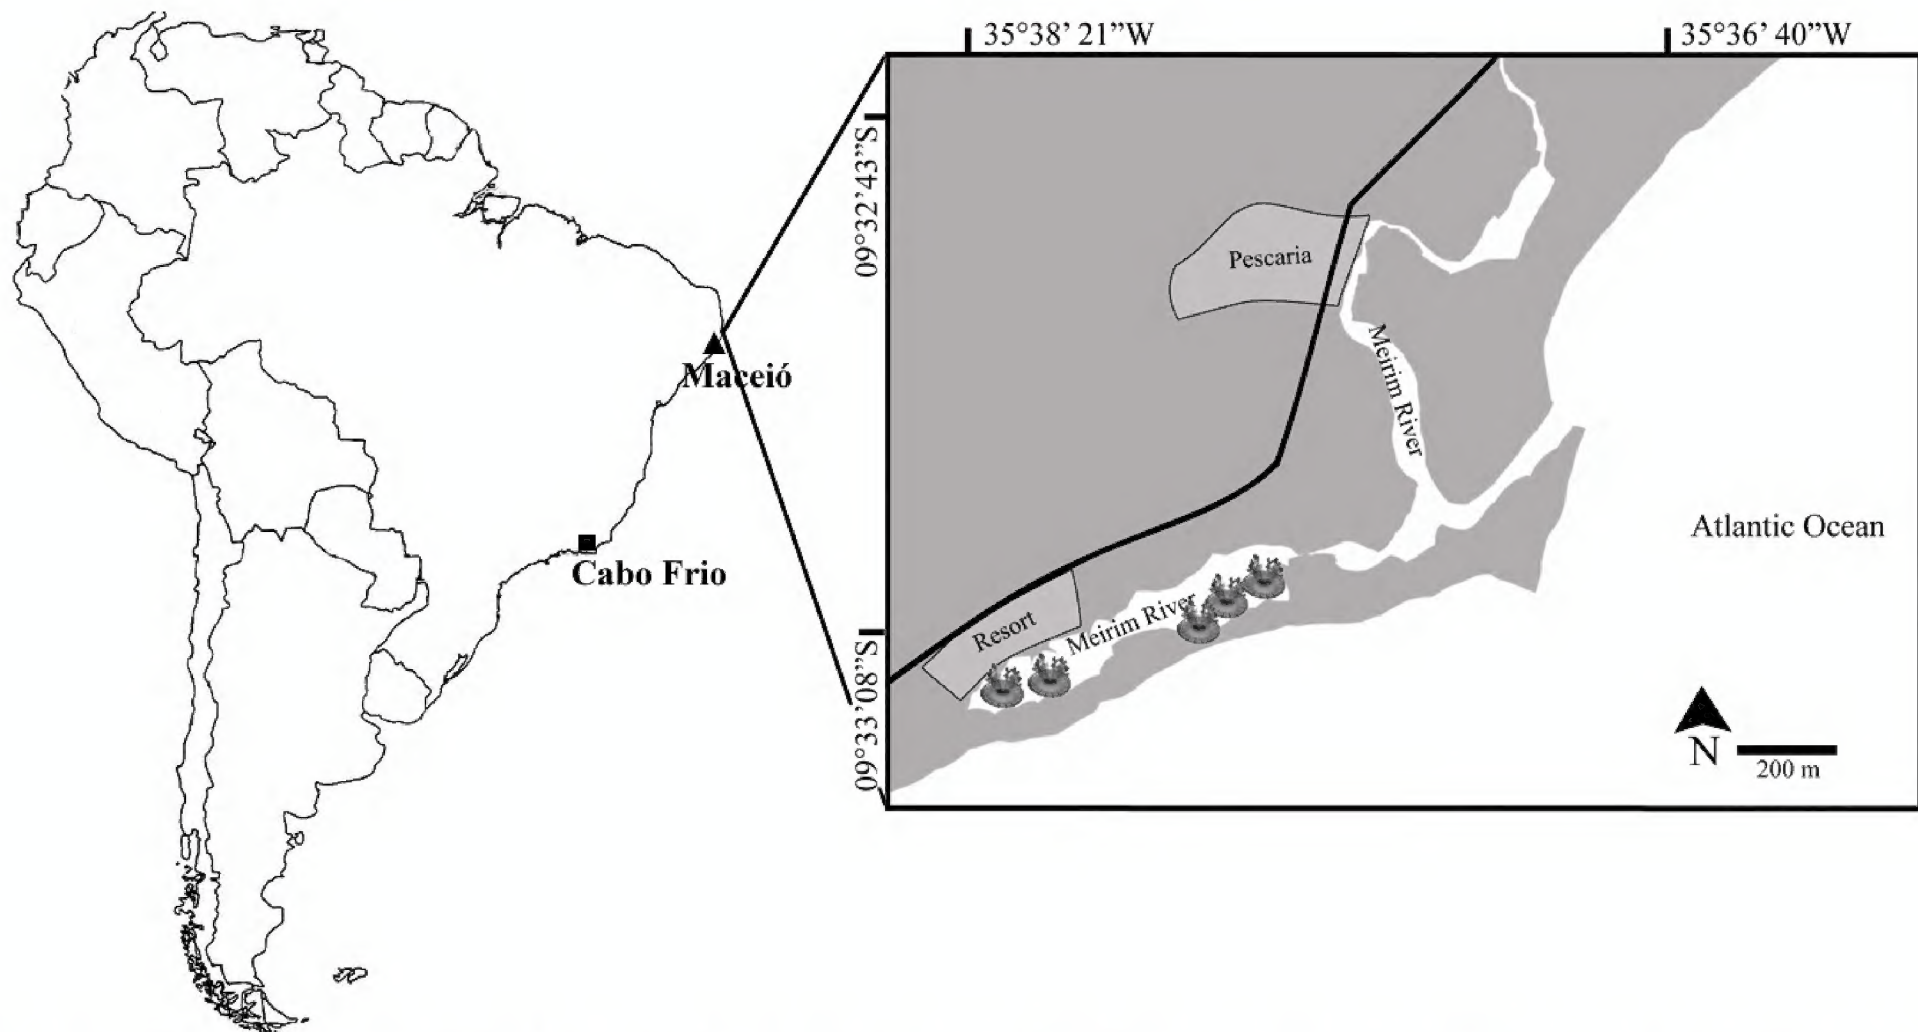 35°38’ 21”W
35°36’ 40”W
09°32’43”S
Pescaria
Meirim River
Maceió
Atlantic Ocean
Cabo Frio
Meirim River
Resort
09°33’08”S
N
200 m